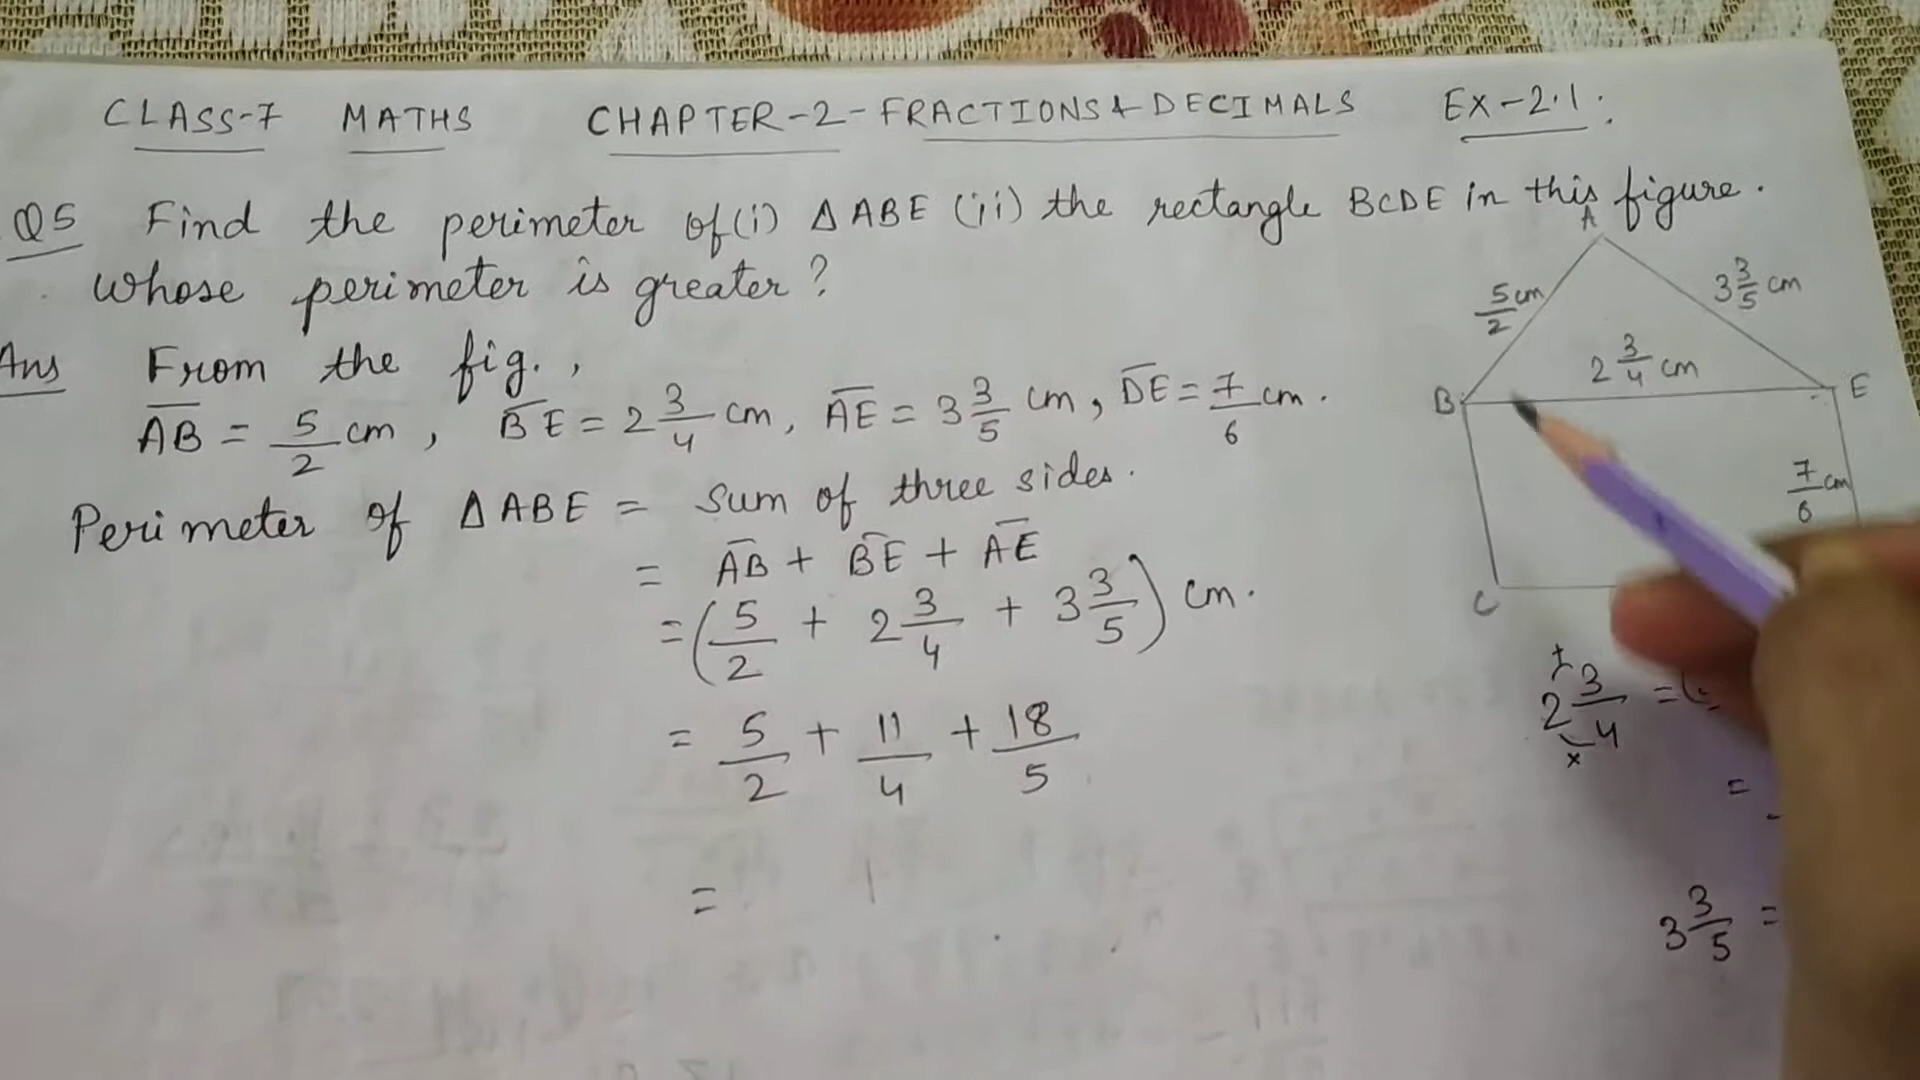 CLASS-7 MATHS CHAPTER-2-FRACTIONS & DECIMALS EX-2.1:
Q5 Find the perimeter of (i) Δ ABE (ii) the rectangle BCDE in this figure.
whose perimeter is greater?
Ans From the fig.,
AB = 5/2 cm, BE = 2 3/4 cm, AE = 3 3/5 cm, DE = 7/6 cm.
Perimeter of Δ ABE = Sum of three sides.
= AB + BE + AE
= (5/2 + 2 3/4 + 3 3/5) cm.
= 5/2 + 11/4 + 18/5
=
A
5/2 cm
3 3/5 cm
2 3/4 cm
B
E
7/6 cm
C
2 3/4 =
+
x
=
3 3/5 =